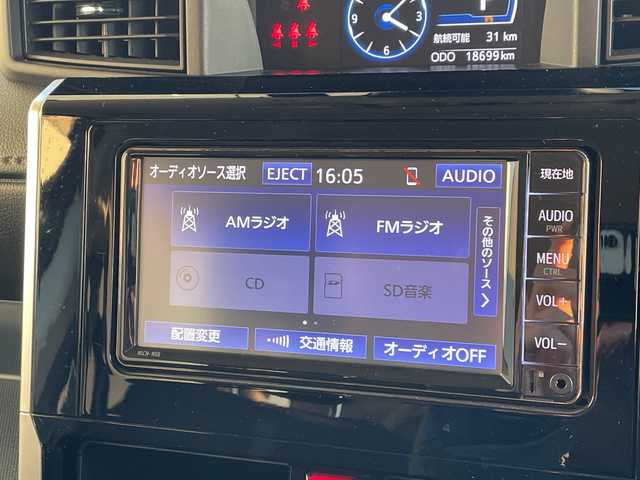 航続可能 31 km
ODO 18699 km
オーディオソース選択 EJECT 16:05 AUDIO
AMラジオ
FMラジオ
その他のソース
CD
SD音楽
配置変更
交通情報
オーディオOFF
現在地
AUDIO
PWR
MENU
CTRL
VOL+
VOL-